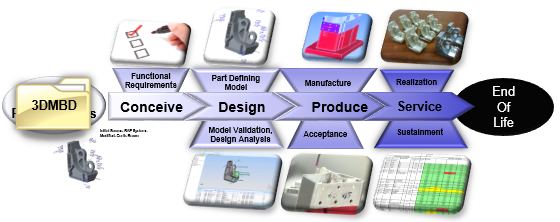 3DMBD
Functional
Requirements
Part Defining
Model
Manufacture
Realization
Conceive
Design
Produce
Service
End
Of
Life
Model Validation,
Design Analysis
Acceptance
Sustainment